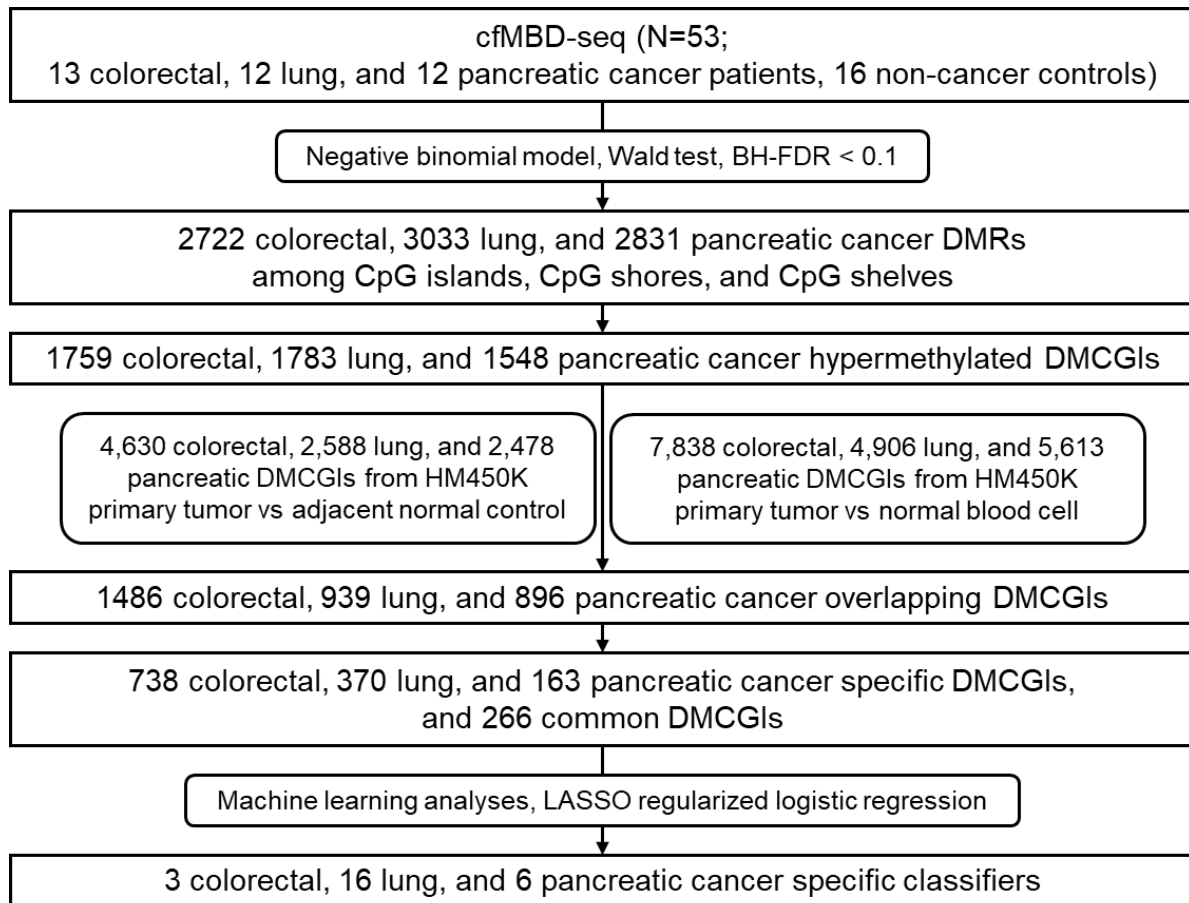 cfMBD-seq (N=53;
13 colorectal, 12 lung, and 12 pancreatic cancer patients, 16 non-cancer controls)
Negative binomial model, Wald test, BH-FDR < 0.1
2722 colorectal, 3033 lung, and 2831 pancreatic cancer DMRs
among CpG islands, CpG shores, and CpG shelves
1759 colorectal, 1783 lung, and 1548 pancreatic cancer hypermethylated DMCGIs
4,630 colorectal, 2,588 lung, and 2,478
pancreatic DMCGIs from HM450K
primary tumor vs adjacent normal control
7,838 colorectal, 4,906 lung, and 5,613
pancreatic DMCGIs from HM450K
primary tumor vs normal blood cell
1486 colorectal, 939 lung, and 896 pancreatic cancer overlapping DMCGIs
738 colorectal, 370 lung, and 163 pancreatic cancer specific DMCGIs,
and 266 common DMCGIs
Machine learning analyses, LASSO regularized logistic regression
3 colorectal, 16 lung, and 6 pancreatic cancer specific classifiers